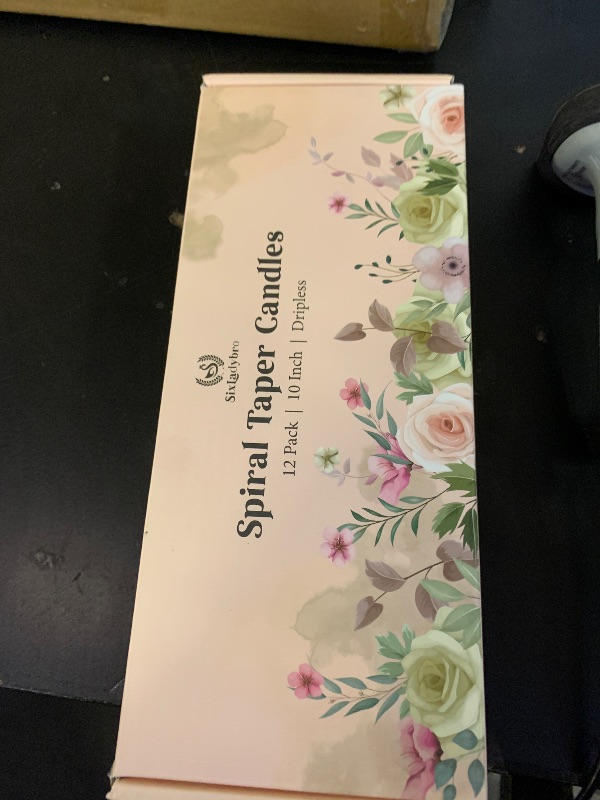 SixLadybro
Spiral Taper Candles
12 Pack | 10 Inch | Dripless